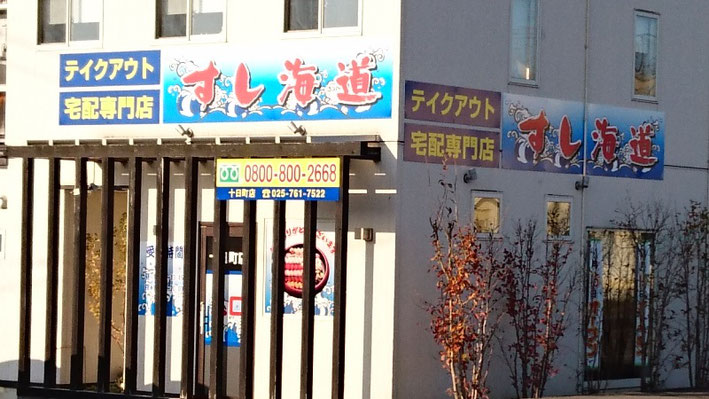 テイクアウト
宅配専門店
すし海道
0800-800-2668
十日町店 ☎025-761-7522
テイクアウト
宅配専門店
すし海道